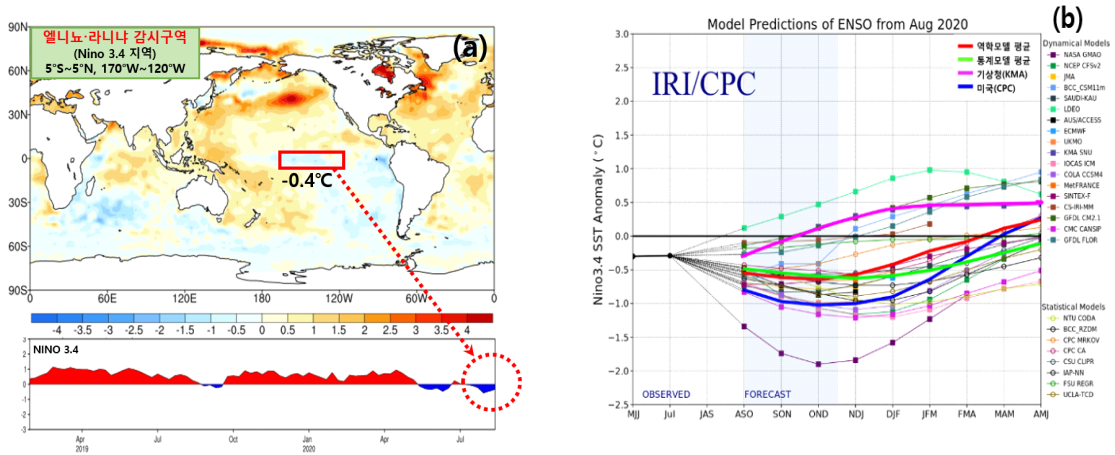 엘니뇨·라니냐 감시구역
(Nino 3.4 지역)
5°S~5°N, 170°W~120°W
(a)
90N
60N
30N
0
30S
60S
90S
-0.4℃
0 60E 120E 180 120W 60W 0
-4 -3 -2.5 -2 -1.5 -1 -0.5 0 0.5 1 1.5 2 2.5 3 3.5 4
NINO 3.4
3
2
1
0
-1
-2
-3
Apr Jul Oct Jan Apr Jul
2019 2020
(b)
Model Predictions of ENSO from Aug 2020
IRI/CPC
역학모델 평균
통계모델 평균
기상청(KMA)
미국(CPC)
Nino3.4 SST Anomaly (°C)
3.0
2.5
2.0
1.5
1.0
0.5
0.0
−0.5
−1.0
−1.5
−2.0
−2.5
OBSERVED FORECAST
MJJ Jul JAS ASO SON OND NDJ DJF JFM FMA MAM AMJ
Dynamical Models
NASA GMAO
NCEP CFSv2
JMA
BCC_CSM11m
SAUDI-KAU
LDEO
AUS/ACCESS
ECMWF
UKMO
KMA SNU
IOCAS ICM
COLA CCSM4
MetFRANCE
SINTEX-F
CS-IRI-MM
GFDL CM2.1
CMC CANSIP
GFDL FLOR
Statistical Models
NTU CODA
BCC_RZDM
CPC MRKOV
CPC CA
CSU CLIPR
IAP-NN
FSU REGR
UCLA-TCD